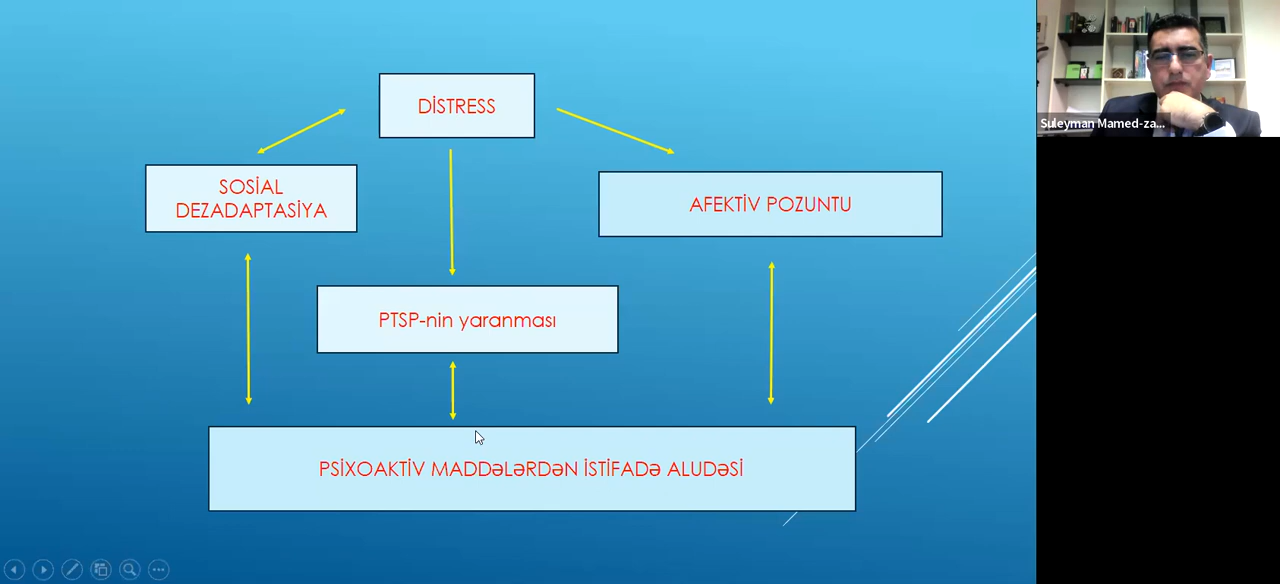 DİSTRESS
SOSİAL
DEZADAPTASİYA
AFEKTİV POZUNTU
PTSP-nin yaranması
PSİXOAKTİV MADDƏLƏRDƏN İSTİFADƏ ALUDƏSİ
Suleyman Mamed-za...